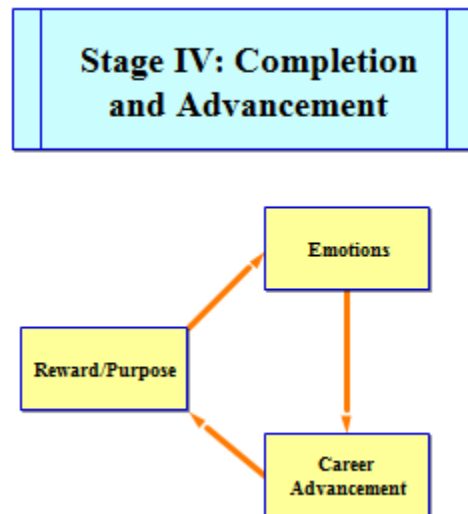 Stage IV: Completion
and Advancement
Emotions
Reward/Purpose
Career
Advancement